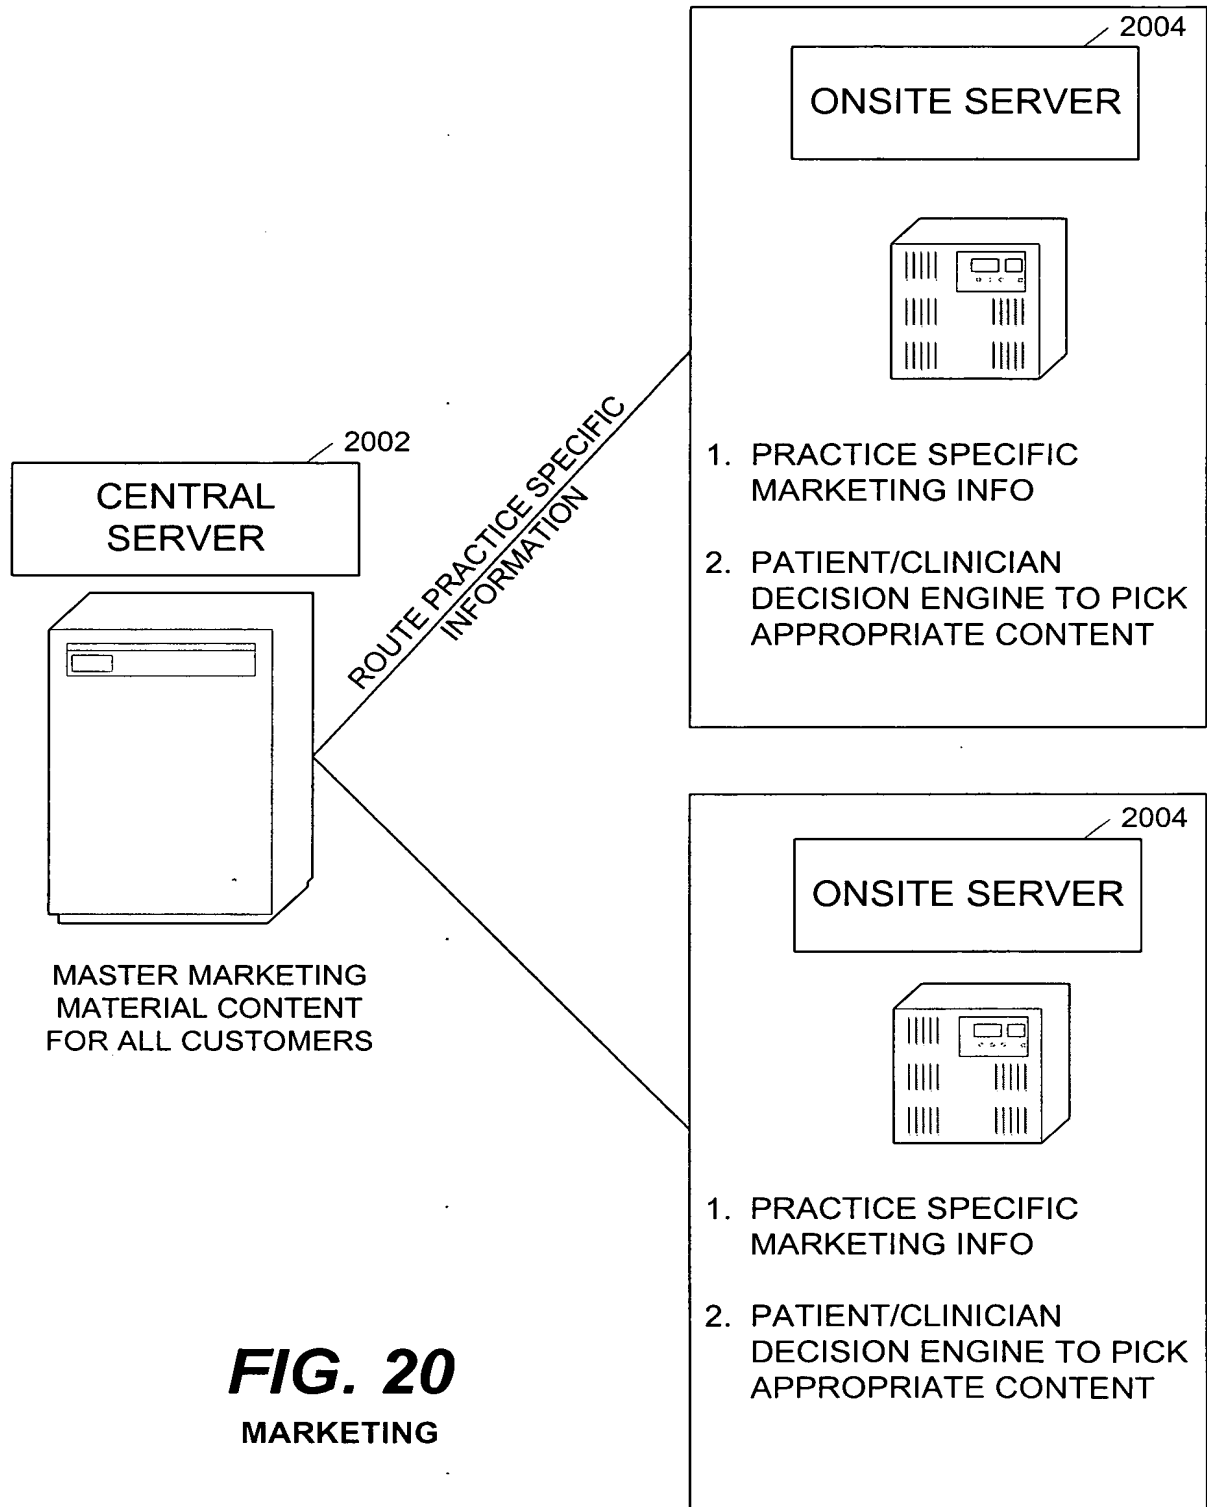 2002
CENTRAL
SERVER
MASTER MARKETING
MATERIAL CONTENT
FOR ALL CUSTOMERS
ROUTE PRACTICE SPECIFIC
INFORMATION
2004
ONSITE SERVER
1. PRACTICE SPECIFIC
MARKETING INFO
2. PATIENT/CLINICIAN
DECISION ENGINE TO PICK
APPROPRIATE CONTENT
2004
ONSITE SERVER
1. PRACTICE SPECIFIC
MARKETING INFO
2. PATIENT/CLINICIAN
DECISION ENGINE TO PICK
APPROPRIATE CONTENT
FIG. 20
MARKETING